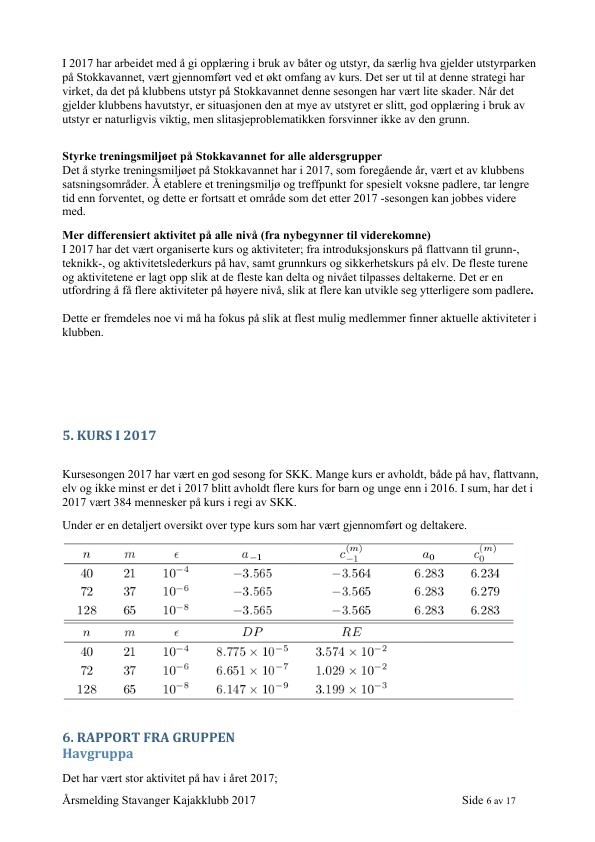 I 2017 har arbeidet med å gi opplæring i bruk av båter og utstyr, da særlig hva gjelder utstyrparken
på Stokkavannet, vært gjennomført ved et økt omfang av kurs. Det ser ut til at denne strategi har
virket, da det på klubbens utstyr på Stokkavannet denne sesongen har vært lite skader. Når det
gjelder klubbens havutstyr, er situasjonen den at mye av utstyret er slitt, god opplæring i bruk av
utstyr er naturligvis viktig, men slitasjeproblematikken forsvinner ikke av den grunn.
Styrke treningsmiljøet på Stokkavannet for alle aldersgrupper
Det å styrke treningsmiljøet på Stokkavannet har i 2017, som foregående år, vært et av klubbens
satsningsområder. Å etablere et treningsmiljø og treffpunkt for spesielt voksne padlere, tar lengre
tid enn forventet, og dette er fortsatt et område som det etter 2017 -sesongen kan jobbes videre
med.
Mer differensiert aktivitet på alle nivå (fra nybegynner til viderekomne)
I 2017 har det vært organiserte kurs og aktiviteter; fra introduksjonskurs på flattvann til grunn-,
teknikk-, og aktivitetslederkurs på hav, samt grunnkurs og sikkerhetskurs på elv. De fleste turene
og aktivitetene er lagt opp slik at de fleste kan delta og nivået tilpasses deltakerne. Det er en
utfordring å få flere aktiviteter på høyere nivå, slik at flere kan utvikle seg ytterligere som padlere.
Dette er fremdeles noe vi må ha fokus på slik at flest mulig medlemmer finner aktuelle aktiviteter i
klubben.
5. KURS I 2017
Kursesongen 2017 har vært en god sesong for SKK. Mange kurs er avholdt, både på hav, flattvann,
elv og ikke minst er det i 2017 blitt avholdt flere kurs for barn og unge enn i 2016. I sum, har det i
2017 vært 384 mennesker på kurs i regi av SKK.
Under er en detaljert oversikt over type kurs som har vært gjennomført og deltakere.
n m ϵ a₋₁ c₋₁⁽ᵐ⁾ a₀ c₀⁽ᵐ⁾
40 21 10⁻⁴ −3.565 −3.564 6.283 6.234
72 37 10⁻⁶ −3.565 −3.565 6.283 6.279
128 65 10⁻⁸ −3.565 −3.565 6.283 6.283
n m ϵ DP RE
40 21 10⁻⁴ 8.775 × 10⁻⁵ 3.574 × 10⁻²
72 37 10⁻⁶ 6.651 × 10⁻⁷ 1.029 × 10⁻²
128 65 10⁻⁸ 6.147 × 10⁻⁹ 3.199 × 10⁻³
6. RAPPORT FRA GRUPPEN
Havgruppa
Det har vært stor aktivitet på hav i året 2017;
Årsmelding Stavanger Kajakklubb 2017 Side 6 av 17